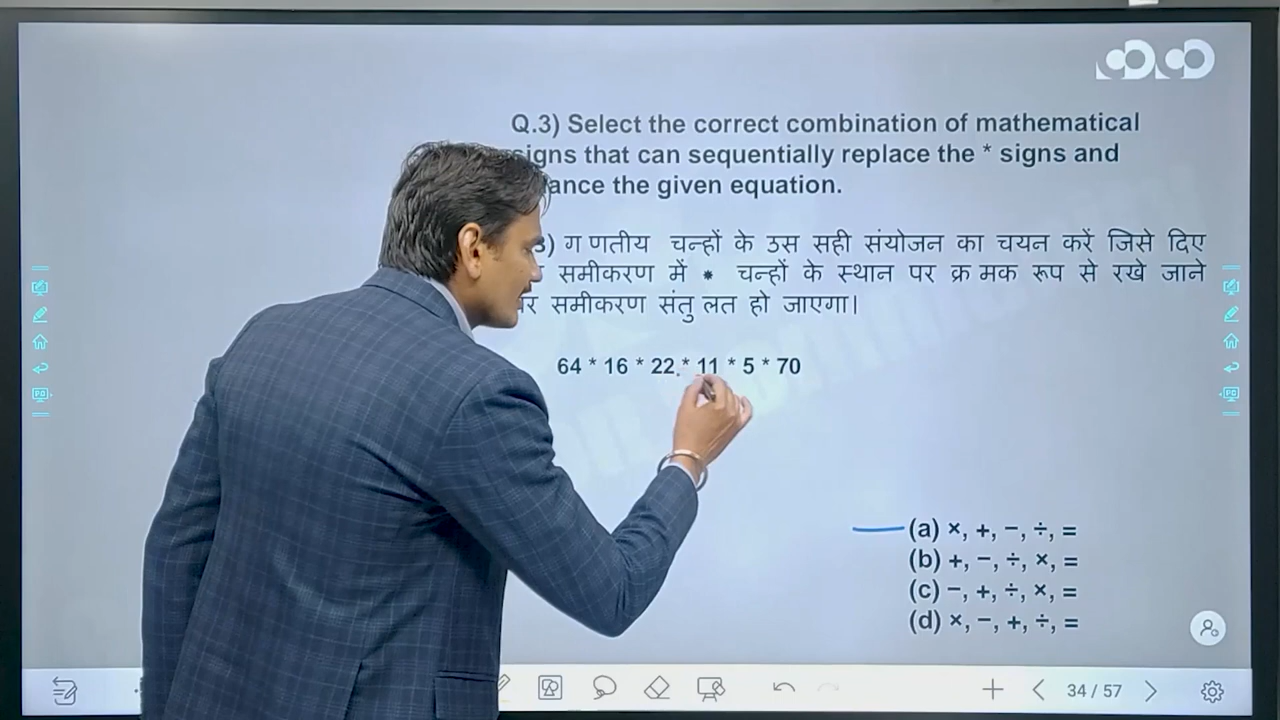 Q.3) Select the correct combination of mathematical
signs that can sequentially replace the * signs and
ance the given equation.
3) ग णतीय चन्हों के उस सही संयोजन का चयन करें जिसे दिए
समीकरण में * चन्हों के स्थान पर क्र मक रूप से रखे जाने
पर समीकरण संतु लत हो जाएगा।
64 * 16 * 22 * 11 * 5 * 70
(a) ×, +, −, ÷, =
(b) +, −, ÷, ×, =
(c) −, +, ÷, ×, =
(d) ×, −, +, ÷, =
34 / 57